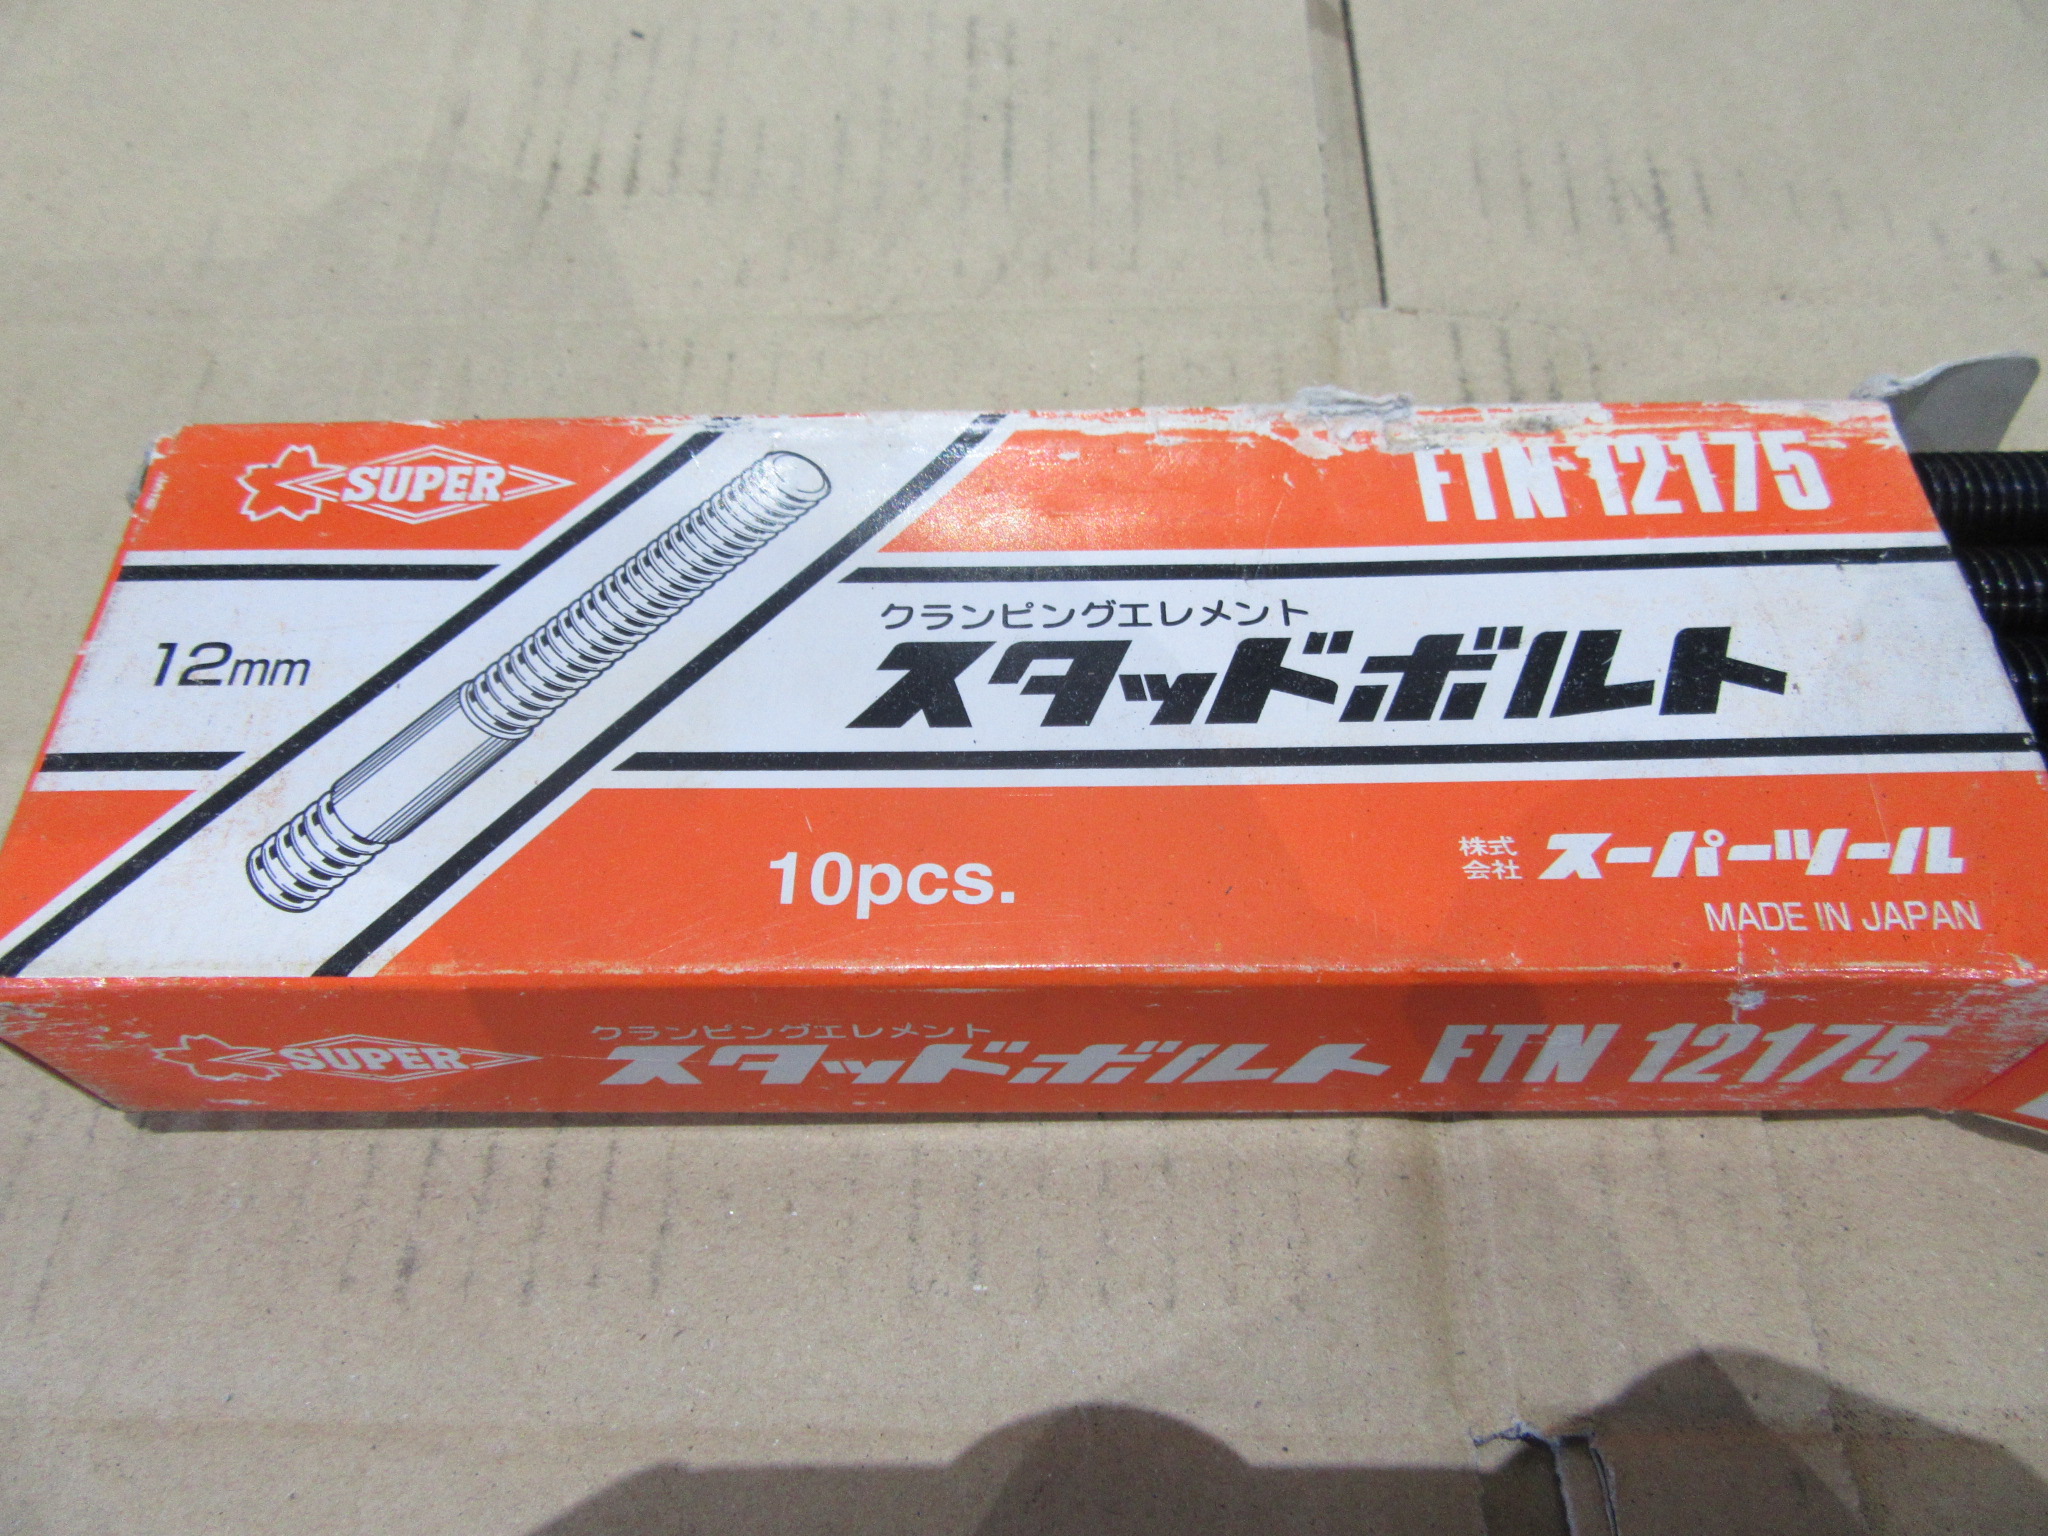 SUPER
FTN 12175
12mm
クランピングエレメント
スタッドボルト
10pcs.
株式会社 スーパーツール
MADE IN JAPAN
SUPER
クランピングエレメント
スタッドボルト FTN 12175